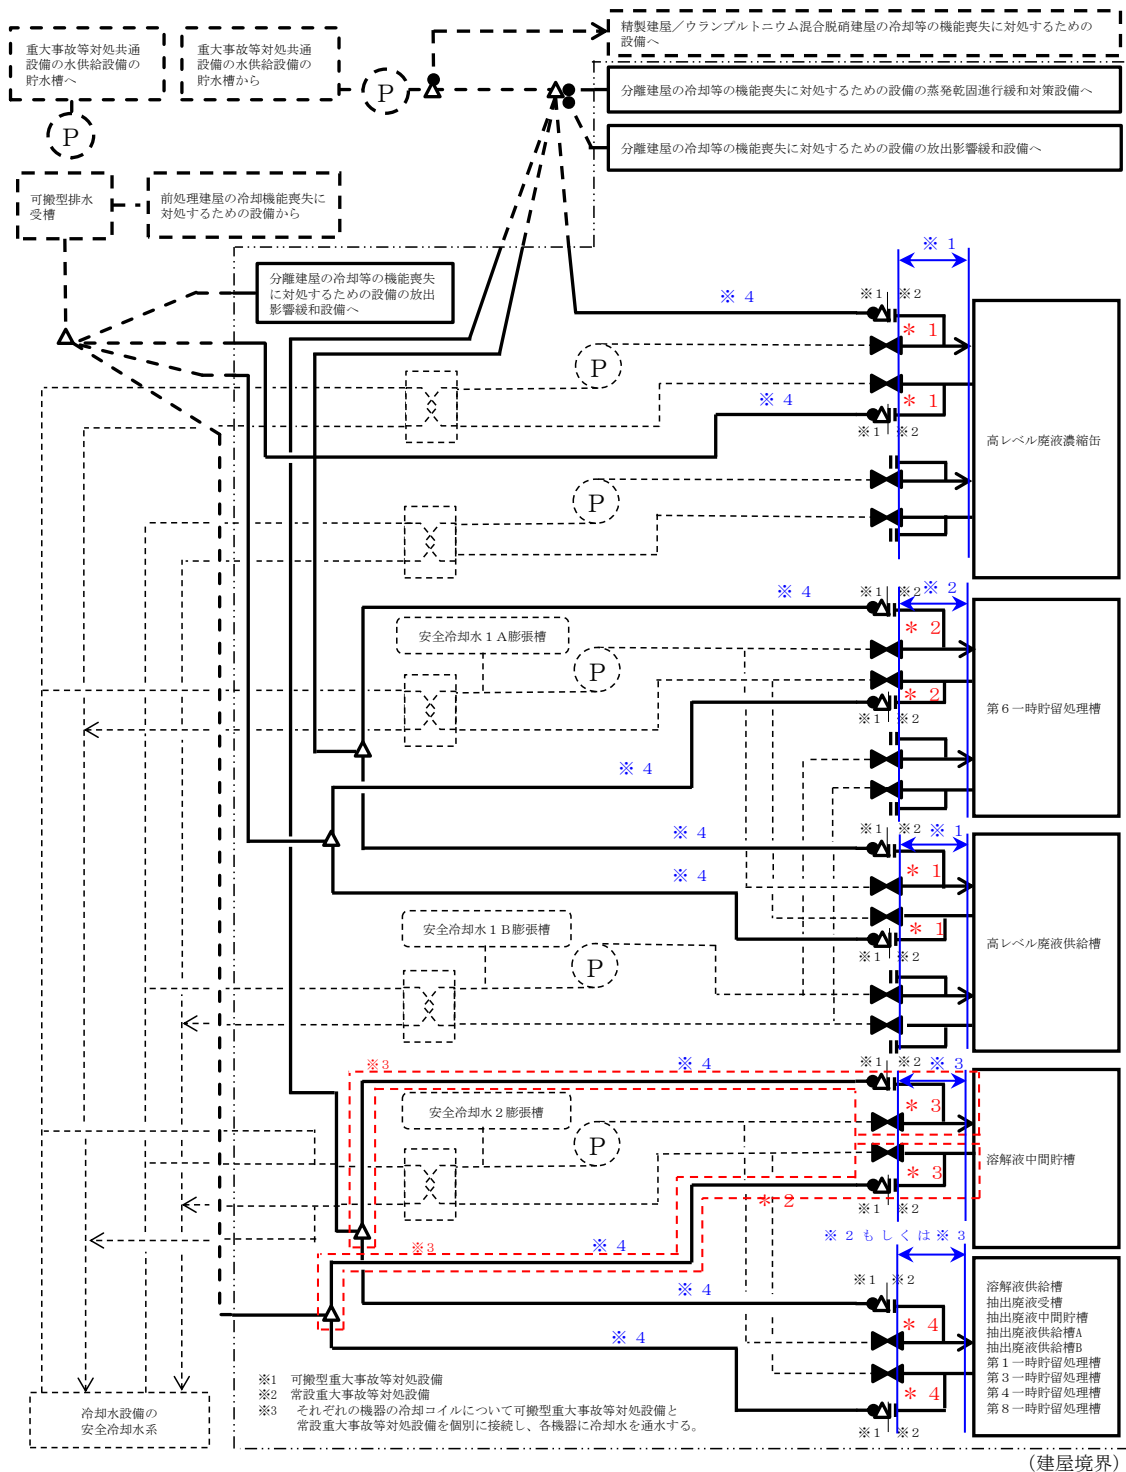 精製建屋／ウランプルトニウム混合脱硝建屋の冷却等の機能喪失に対処するための
設備へ
重大事故等対処共通
設備の水供給設備の
貯水槽へ
重大事故等対処共通
設備の水供給設備の
貯水槽から
P
分離建屋の冷却等の機能喪失に対処するための設備の蒸発乾固進行緩和対策設備へ
P
分離建屋の冷却等の機能喪失に対処するための設備の放出影響緩和設備へ
可搬型排水
受槽
前処理建屋の冷却機能喪失に
対処するための設備から
※ 1
分離建屋の冷却等の機能喪失
に対処するための設備の放出
影響緩和設備へ
※ 4
※1 ※2
＊ 1
P
※ 4
＊ 1
※1 ※2
高レベル廃液濃縮缶
P
※ 4
※1 ※2
※ 2
安全冷却水１A膨張槽
＊ 2
P
＊ 2
※1 ※2
第６一時貯留処理槽
※ 4
※ 4
※1 ※2
※ 1
※ 4
＊ 1
安全冷却水１B膨張槽
＊ 1
※1 ※2
高レベル廃液供給槽
P
※3
※ 4
※1 ※2
※ 3
安全冷却水２膨張槽
＊ 3
P
溶解液中間貯槽
＊ 3
＊ 2
※1 ※2
※3
※ 4
※ 2 もしくは※ 3
※ 4
※1 ※2
溶解液供給槽
抽出廃液受槽
抽出廃液中間貯槽
抽出廃液供給槽A
抽出廃液供給槽B
第１一時貯留処理槽
第３一時貯留処理槽
第４一時貯留処理槽
第８一時貯留処理槽
＊ 4
※ 4
＊ 4
※1 ※2
※1 可搬型重大事故等対処設備
※2 常設重大事故等対処設備
※3 それぞれの機器の冷却コイルについて可搬型重大事故等対処設備と
常設重大事故等対処設備を個別に接続し、各機器に冷却水を通水する。
冷却水設備の
安全冷却水系
（建屋境界）